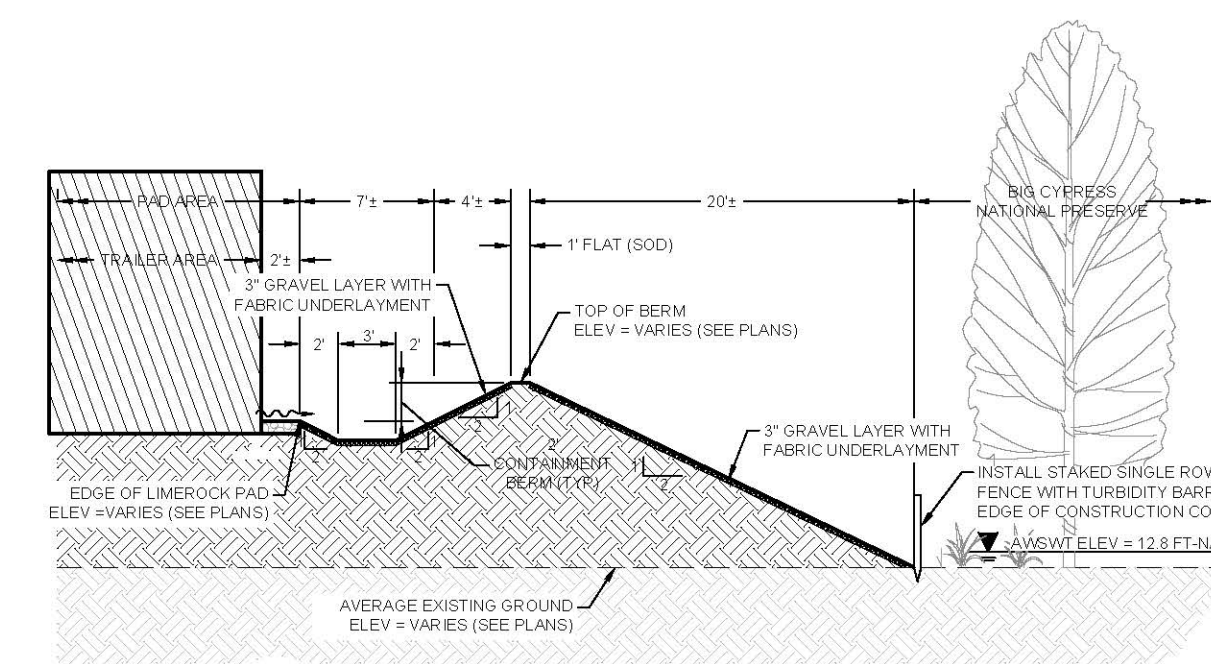 PAD AREA
7'±
4'±
20'±
BIG CYPRESS
NATIONAL PRESERVE
1' FLAT (SOD)
TRAILER AREA
2'±
3" GRAVEL LAYER WITH
FABRIC UNDERLAYMENT
TOP OF BERM
ELEV = VARIES (SEE PLANS)
2'
3'
2'
1
2
2'
3" GRAVEL LAYER WITH
FABRIC UNDERLAYMENT
2
2
CONTAINMENT
BERM (TYP)
1
2
INSTALL STAKED SINGLE ROW
FENCE WITH TURBIDITY BARR
EDGE OF CONSTRUCTION CO
EDGE OF LIMEROCK PAD
ELEV =VARIES (SEE PLANS)
AWSWT ELEV = 12.8 FT-NA
AVERAGE EXISTING GROUND
ELEV = VARIES (SEE PLANS)